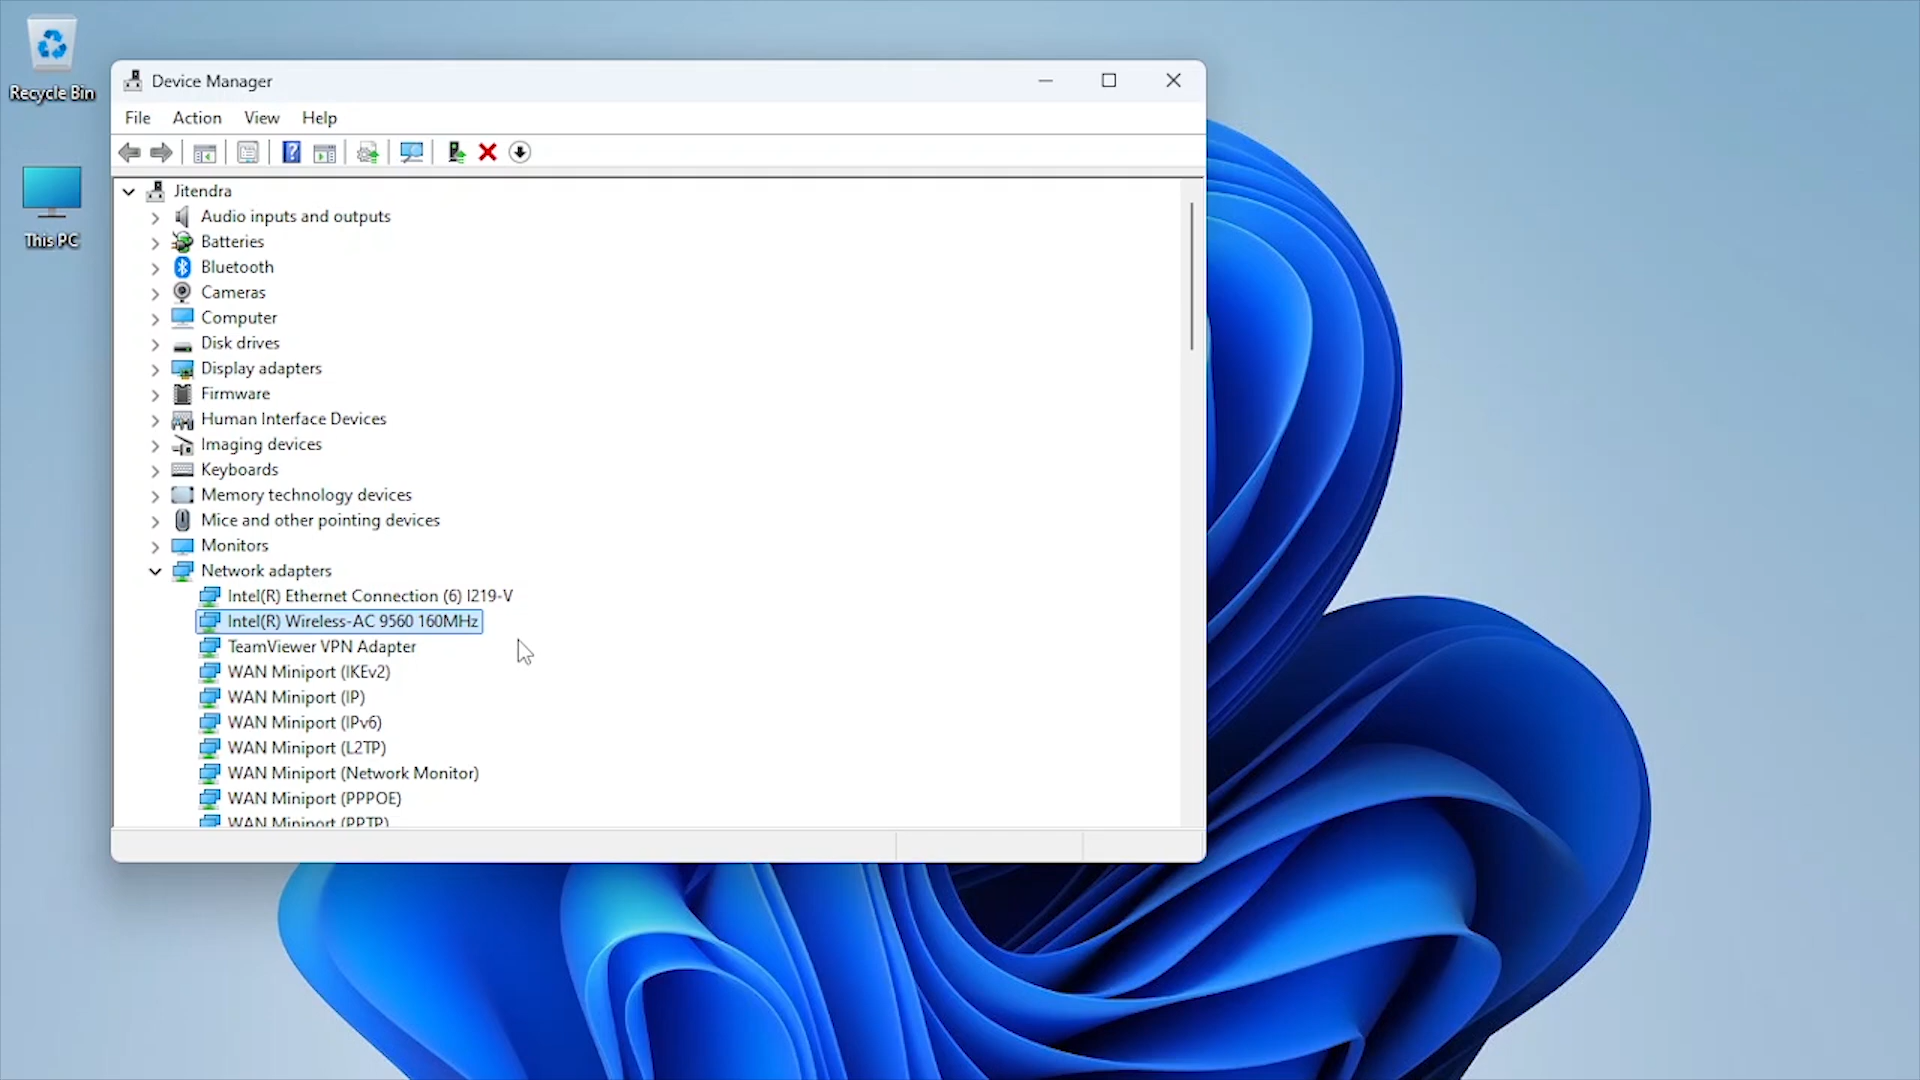 Recycle Bin
This PC
Device Manager
File Action View Help
Jitendra
Audio inputs and outputs
Batteries
Bluetooth
Cameras
Computer
Disk drives
Display adapters
Firmware
Human Interface Devices
Imaging devices
Keyboards
Memory technology devices
Mice and other pointing devices
Monitors
Network adapters
Intel(R) Ethernet Connection (6) I219-V
Intel(R) Wireless-AC 9560 160MHz
TeamViewer VPN Adapter
WAN Miniport (IKEv2)
WAN Miniport (IP)
WAN Miniport (IPv6)
WAN Miniport (L2TP)
WAN Miniport (Network Monitor)
WAN Miniport (PPPOE)
WAN Miniport (PPTP)